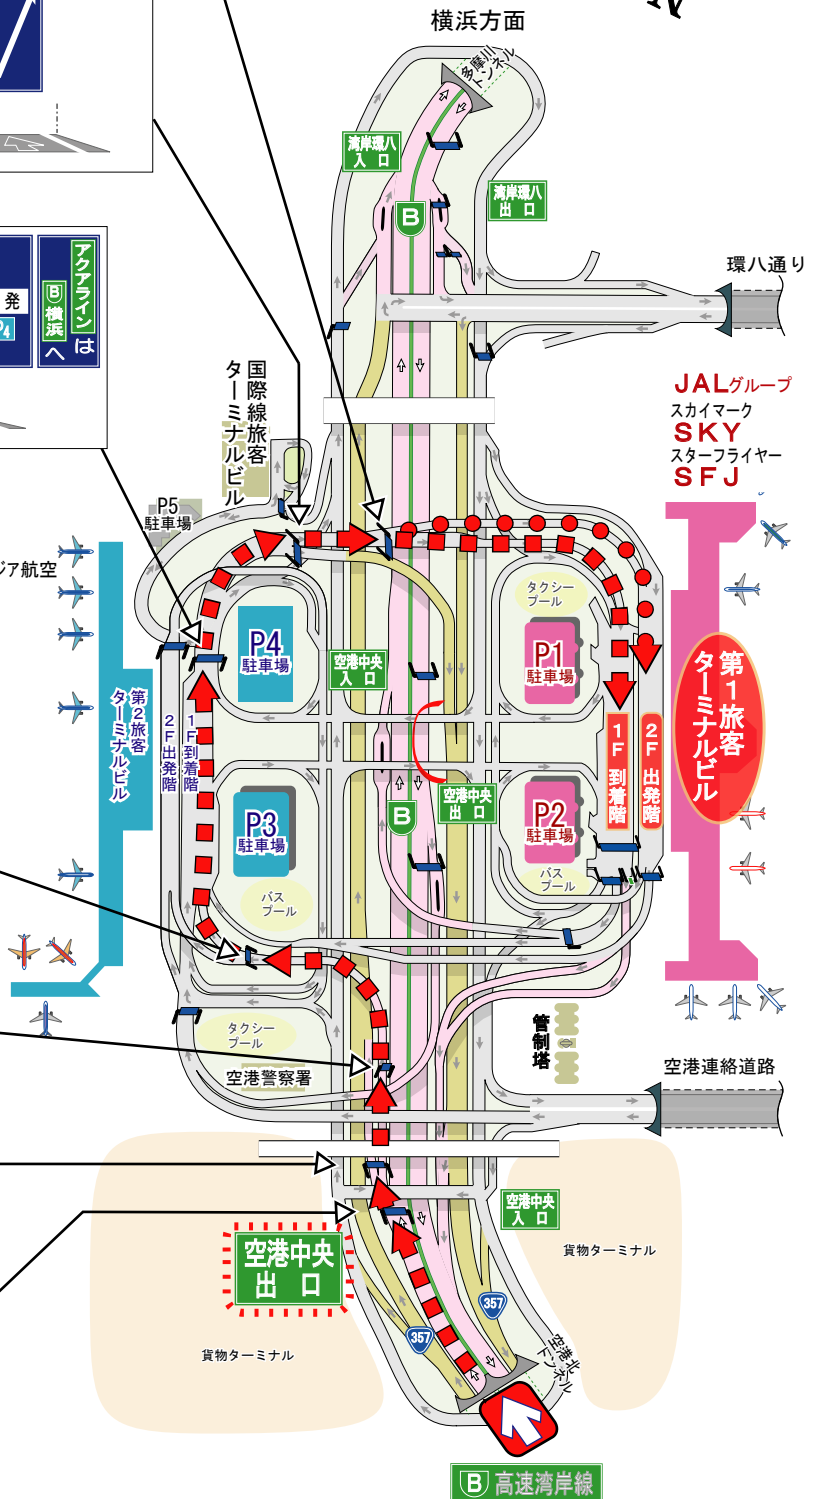 横浜方面
多摩川
トンネル
湾岸環八
入口
B
湾岸環八
出口
環八通り
アクアライン
は
B
横浜
へ
発
国際線旅客
ターミナルビル
JALグループ
スカイマーク
SKY
スターフライヤー
SFJ
P5
駐車場
ジア航空
タクシー
プール
P4
駐車場
空港中央
入口
P1
駐車場
第1旅客
ターミナルビル
第2旅客
ターミナルビル
2F出発階
1F到着階
1F 到着階
2F 出発階
B
空港中央
出口
P3
駐車場
P2
駐車場
バス
プール
バス
プール
タクシー
プール
管制塔
空港警察署
空港連絡道路
空港中央
入口
空港中央
出口
貨物ターミナル
貨物ターミナル
357
357
空港北
トンネル
B 高速湾岸線